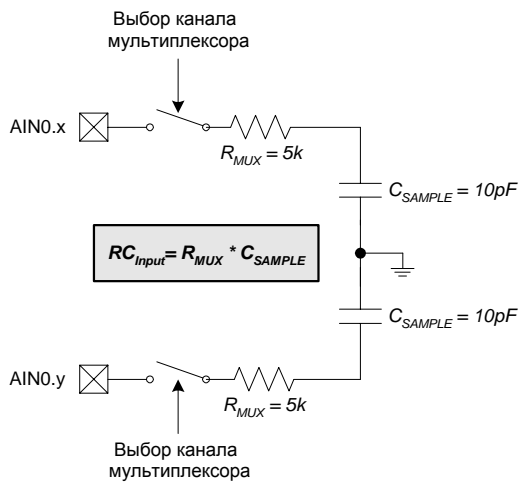 Выбор канала
мультиплексора
AIN0.x
R_MUX = 5k
C_SAMPLE = 10pF
RC_Input= R_MUX * C_SAMPLE
C_SAMPLE = 10pF
AIN0.y
R_MUX = 5k
Выбор канала
мультиплексора